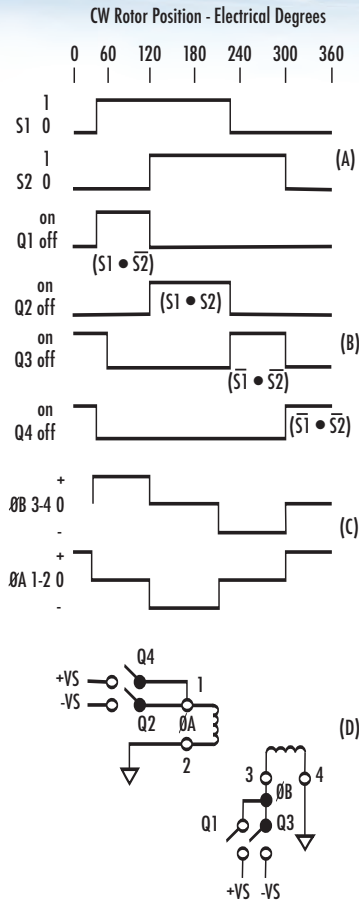 CW Rotor Position - Electrical Degrees
0 60 120 180 240 300 360
1
S1 0
1
S2 0
(A)
on
Q1 off
(S1 ● S̅2̅)
on
Q2 off
(S1 ● S2)
on
Q3 off
(B)
(S̅1̅ ● S̅2̅)
on
Q4 off
(S̅1̅ ● S̅2̅)
+
ØB 3-4 0
-
(C)
+
ØA 1-2 0
-
Q4
+VS
1
-VS
Q2 ØA
2
(D)
3 4
ØB
Q1 Q3
+VS -VS